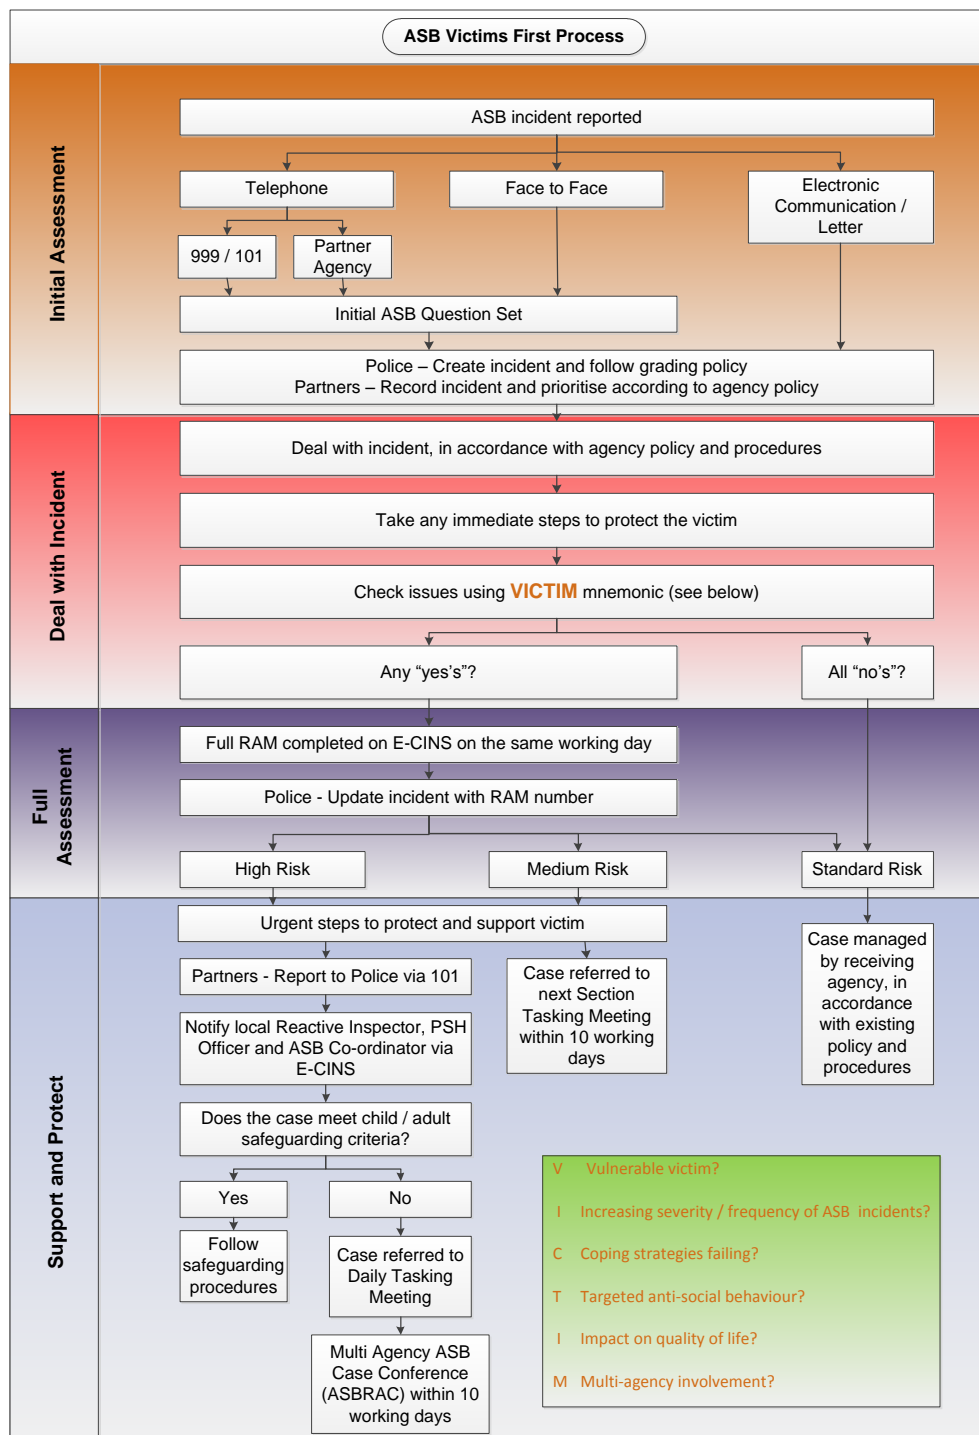 ASB Victims First Process
Initial Assessment
ASB incident reported
Telephone
Face to Face
Electronic
Communication /
Letter
999 / 101
Partner
Agency
Initial ASB Question Set
Police – Create incident and follow grading policy
Partners – Record incident and prioritise according to agency policy
Deal with Incident
Deal with incident, in accordance with agency policy and procedures
Take any immediate steps to protect the victim
Check issues using VICTIM mnemonic (see below)
Any “yes’s”?
All “no’s”?
Full
Assessment
Full RAM completed on E-CINS on the same working day
Police - Update incident with RAM number
High Risk
Medium Risk
Standard Risk
Support and Protect
Urgent steps to protect and support victim
Partners - Report to Police via 101
Notify local Reactive Inspector, PSH
Officer and ASB Co-ordinator via
E-CINS
Does the case meet child / adult
safeguarding criteria?
Yes
No
Follow
safeguarding
procedures
Case referred to
Daily Tasking
Meeting
Multi Agency ASB
Case Conference
(ASBRAC) within 10
working days
Case referred to
next Section
Tasking Meeting
within 10 working
days
Case managed
by receiving
agency, in
accordance
with existing
policy and
procedures
V Vulnerable victim?
I Increasing severity / frequency of ASB incidents?
C Coping strategies failing?
T Targeted anti-social behaviour?
I Impact on quality of life?
M Multi-agency involvement?